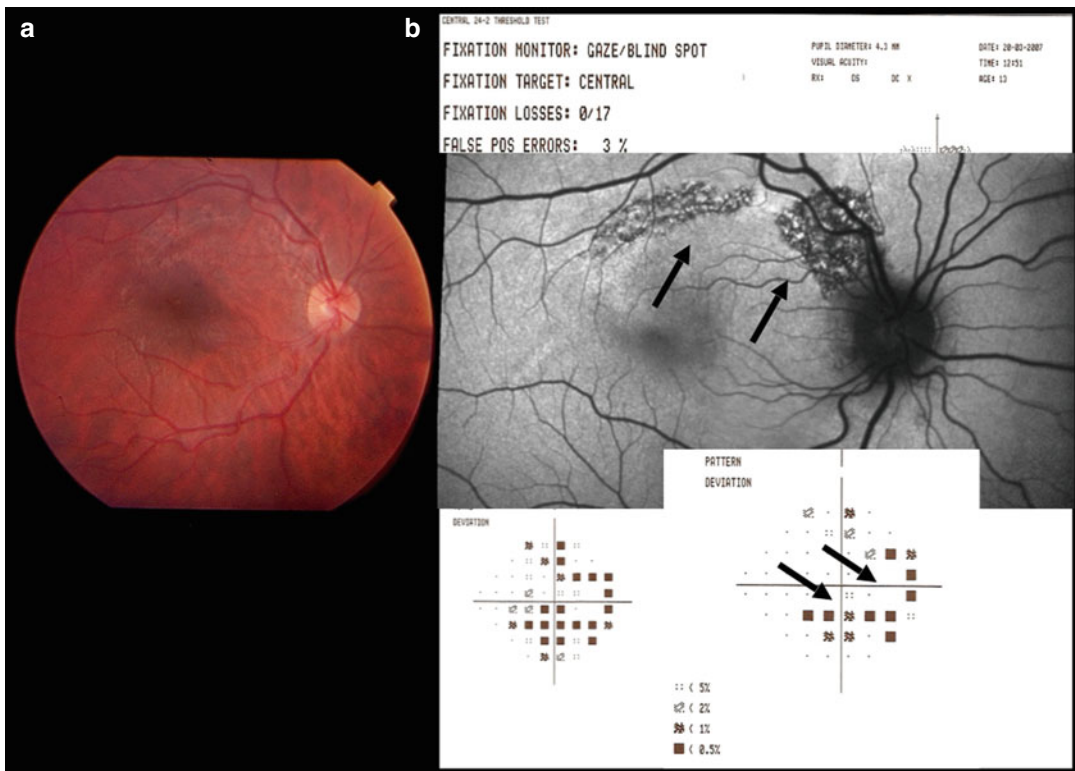 a
b
CENTRAL 24-2 THRESHOLD TEST
FIXATION MONITOR: GAZE/BLIND SPOT
FIXATION TARGET: CENTRAL
FIXATION LOSSES: 0/17
FALSE POS ERRORS: 3 %
PUPIL DIAMETER: 4.3 MM
VISUAL ACUITY:
RX: DS DC X
DATE: 20-03-2007
TIME: 12:51
AGE: 13
PATTERN
DEVIATION
DEVIATION
:: < 5%
< 2%
< 1%
■ < 0.5%